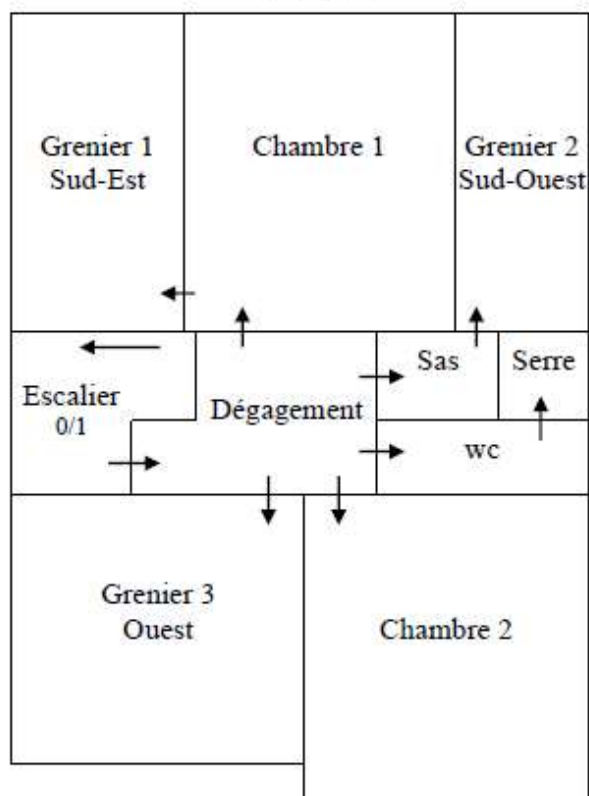 Grenier 1
Sud-Est
Chambre 1
Grenier 2
Sud-Ouest
Escalier
0/1
Dégagement
Sas
Serre
wc
Grenier 3
Ouest
Chambre 2